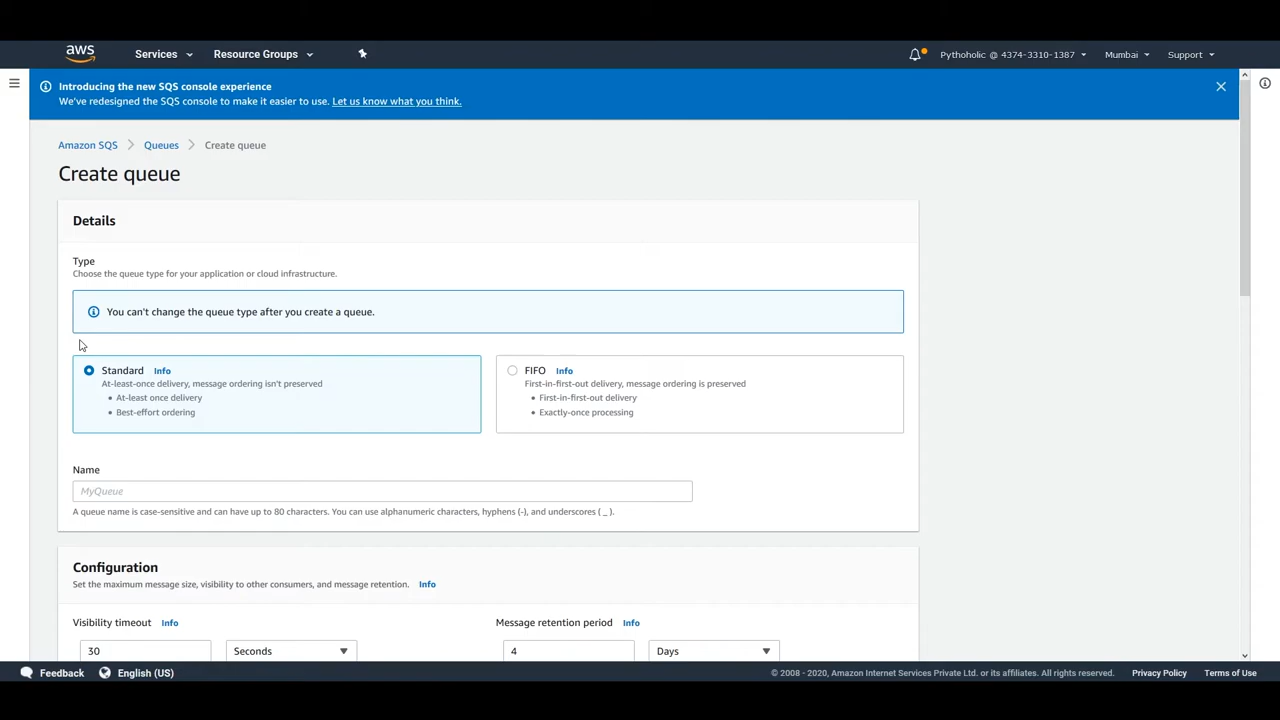 aws Services Resource Groups Pythoholic @ 4374-3310-1387 Mumbai Support
Introducing the new SQS console experience
We've redesigned the SQS console to make it easier to use. Let us know what you think.
Amazon SQS Queues Create queue
Create queue
Details
Type
Choose the queue type for your application or cloud infrastructure.
You can't change the queue type after you create a queue.
Standard Info
At-least-once delivery, message ordering isn't preserved
• At-least once delivery
• Best-effort ordering
FIFO Info
First-in-first-out delivery, message ordering is preserved
• First-in-first-out delivery
• Exactly-once processing
Name
MyQueue
A queue name is case-sensitive and can have up to 80 characters. You can use alphanumeric characters, hyphens (-), and underscores ( _ ).
Configuration
Set the maximum message size, visibility to other consumers, and message retention. Info
Visibility timeout Info
30 Seconds
Message retention period Info
4 Days
Feedback English (US) © 2008 - 2020, Amazon Internet Services Private Ltd. or its affiliates. All rights reserved. Privacy Policy Terms of Use